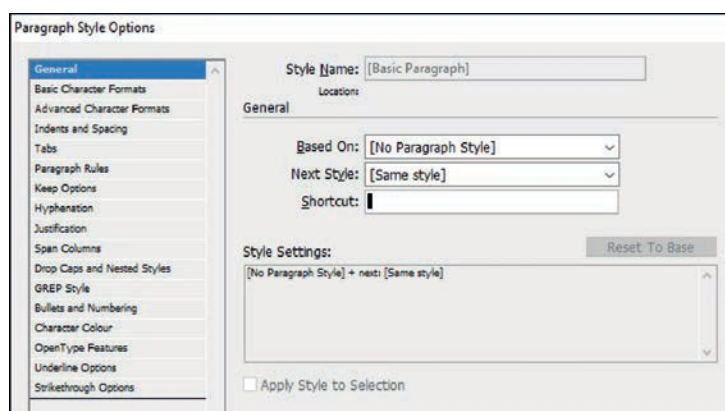 Paragraph Style Options
General
Basic Character Formats
Advanced Character Formats
Indents and Spacing
Tabs
Paragraph Rules
Keep Options
Hyphenation
Justification
Span Columns
Drop Caps and Nested Styles
GREP Style
Bullets and Numbering
Character Colour
OpenType Features
Underline Options
Strikethrough Options
Style Name: [Basic Paragraph]
Location:
General
Based On: [No Paragraph Style]
Next Style: [Same style]
Shortcut:
Style Settings:
Reset To Base
[No Paragraph Style] + next: [Same style]
Apply Style to Selection